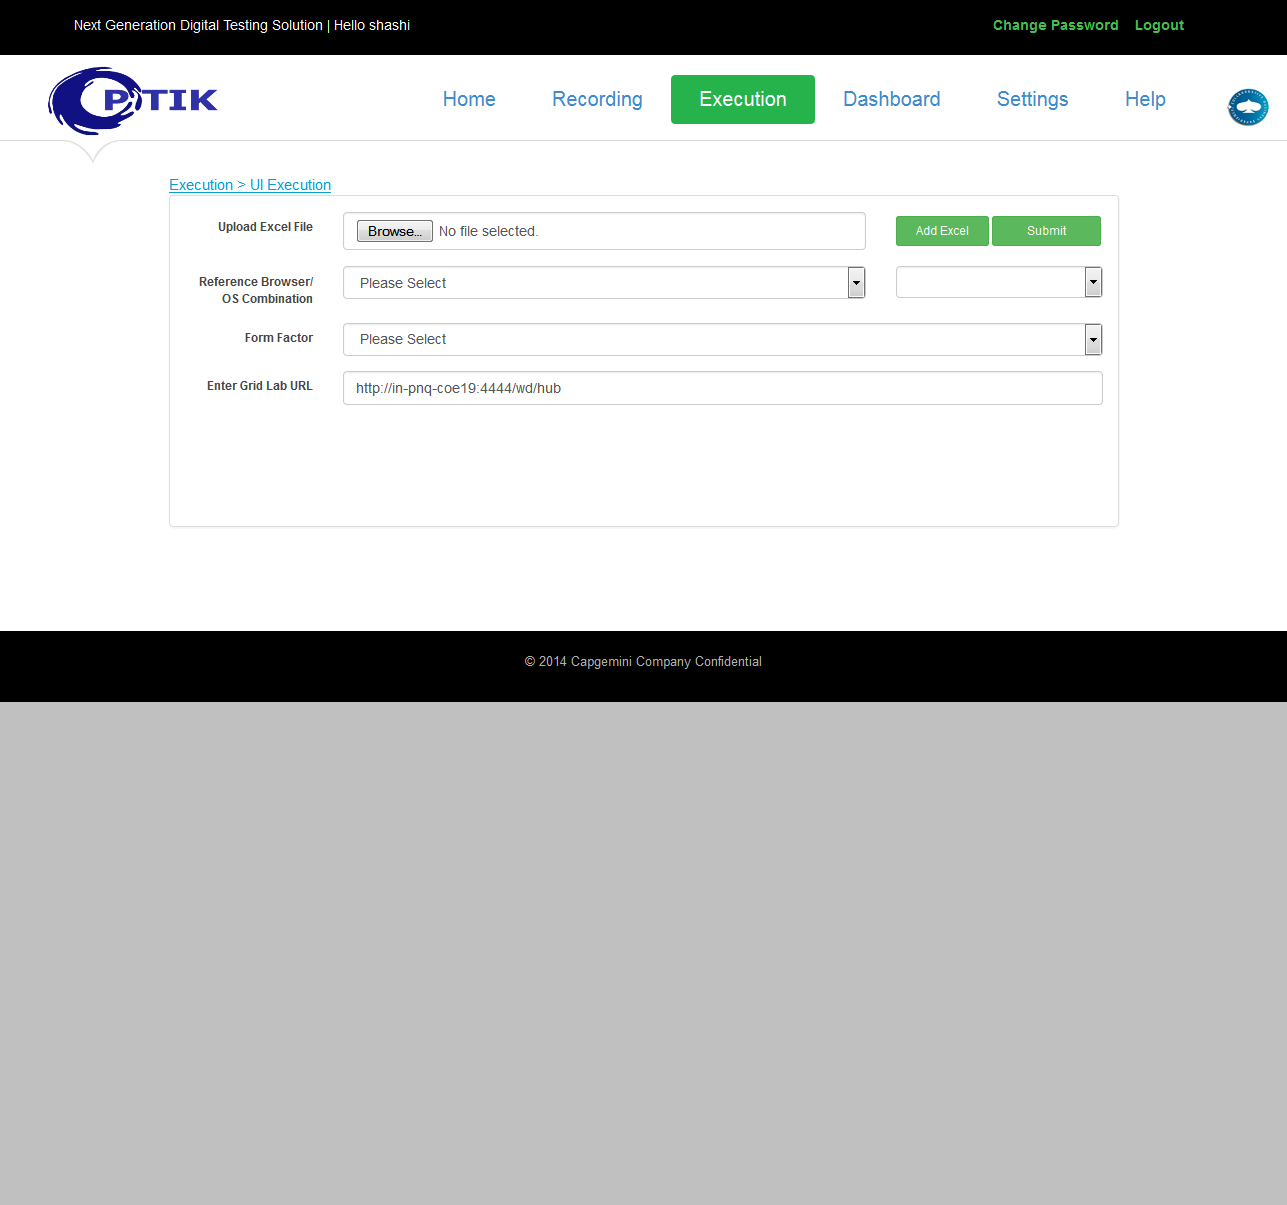 Next Generation Digital Testing Solution | Hello shashi
Change Password Logout
OPTIK
Home Recording Execution Dashboard Settings Help
Execution > UI Execution
Upload Excel File
Browse... No file selected.
Add Excel Submit
Reference Browser/
OS Combination
Please Select
Form Factor
Please Select
Enter Grid Lab URL
http://in-pnq-coe19:4444/wd/hub
© 2014 Capgemini Company Confidential